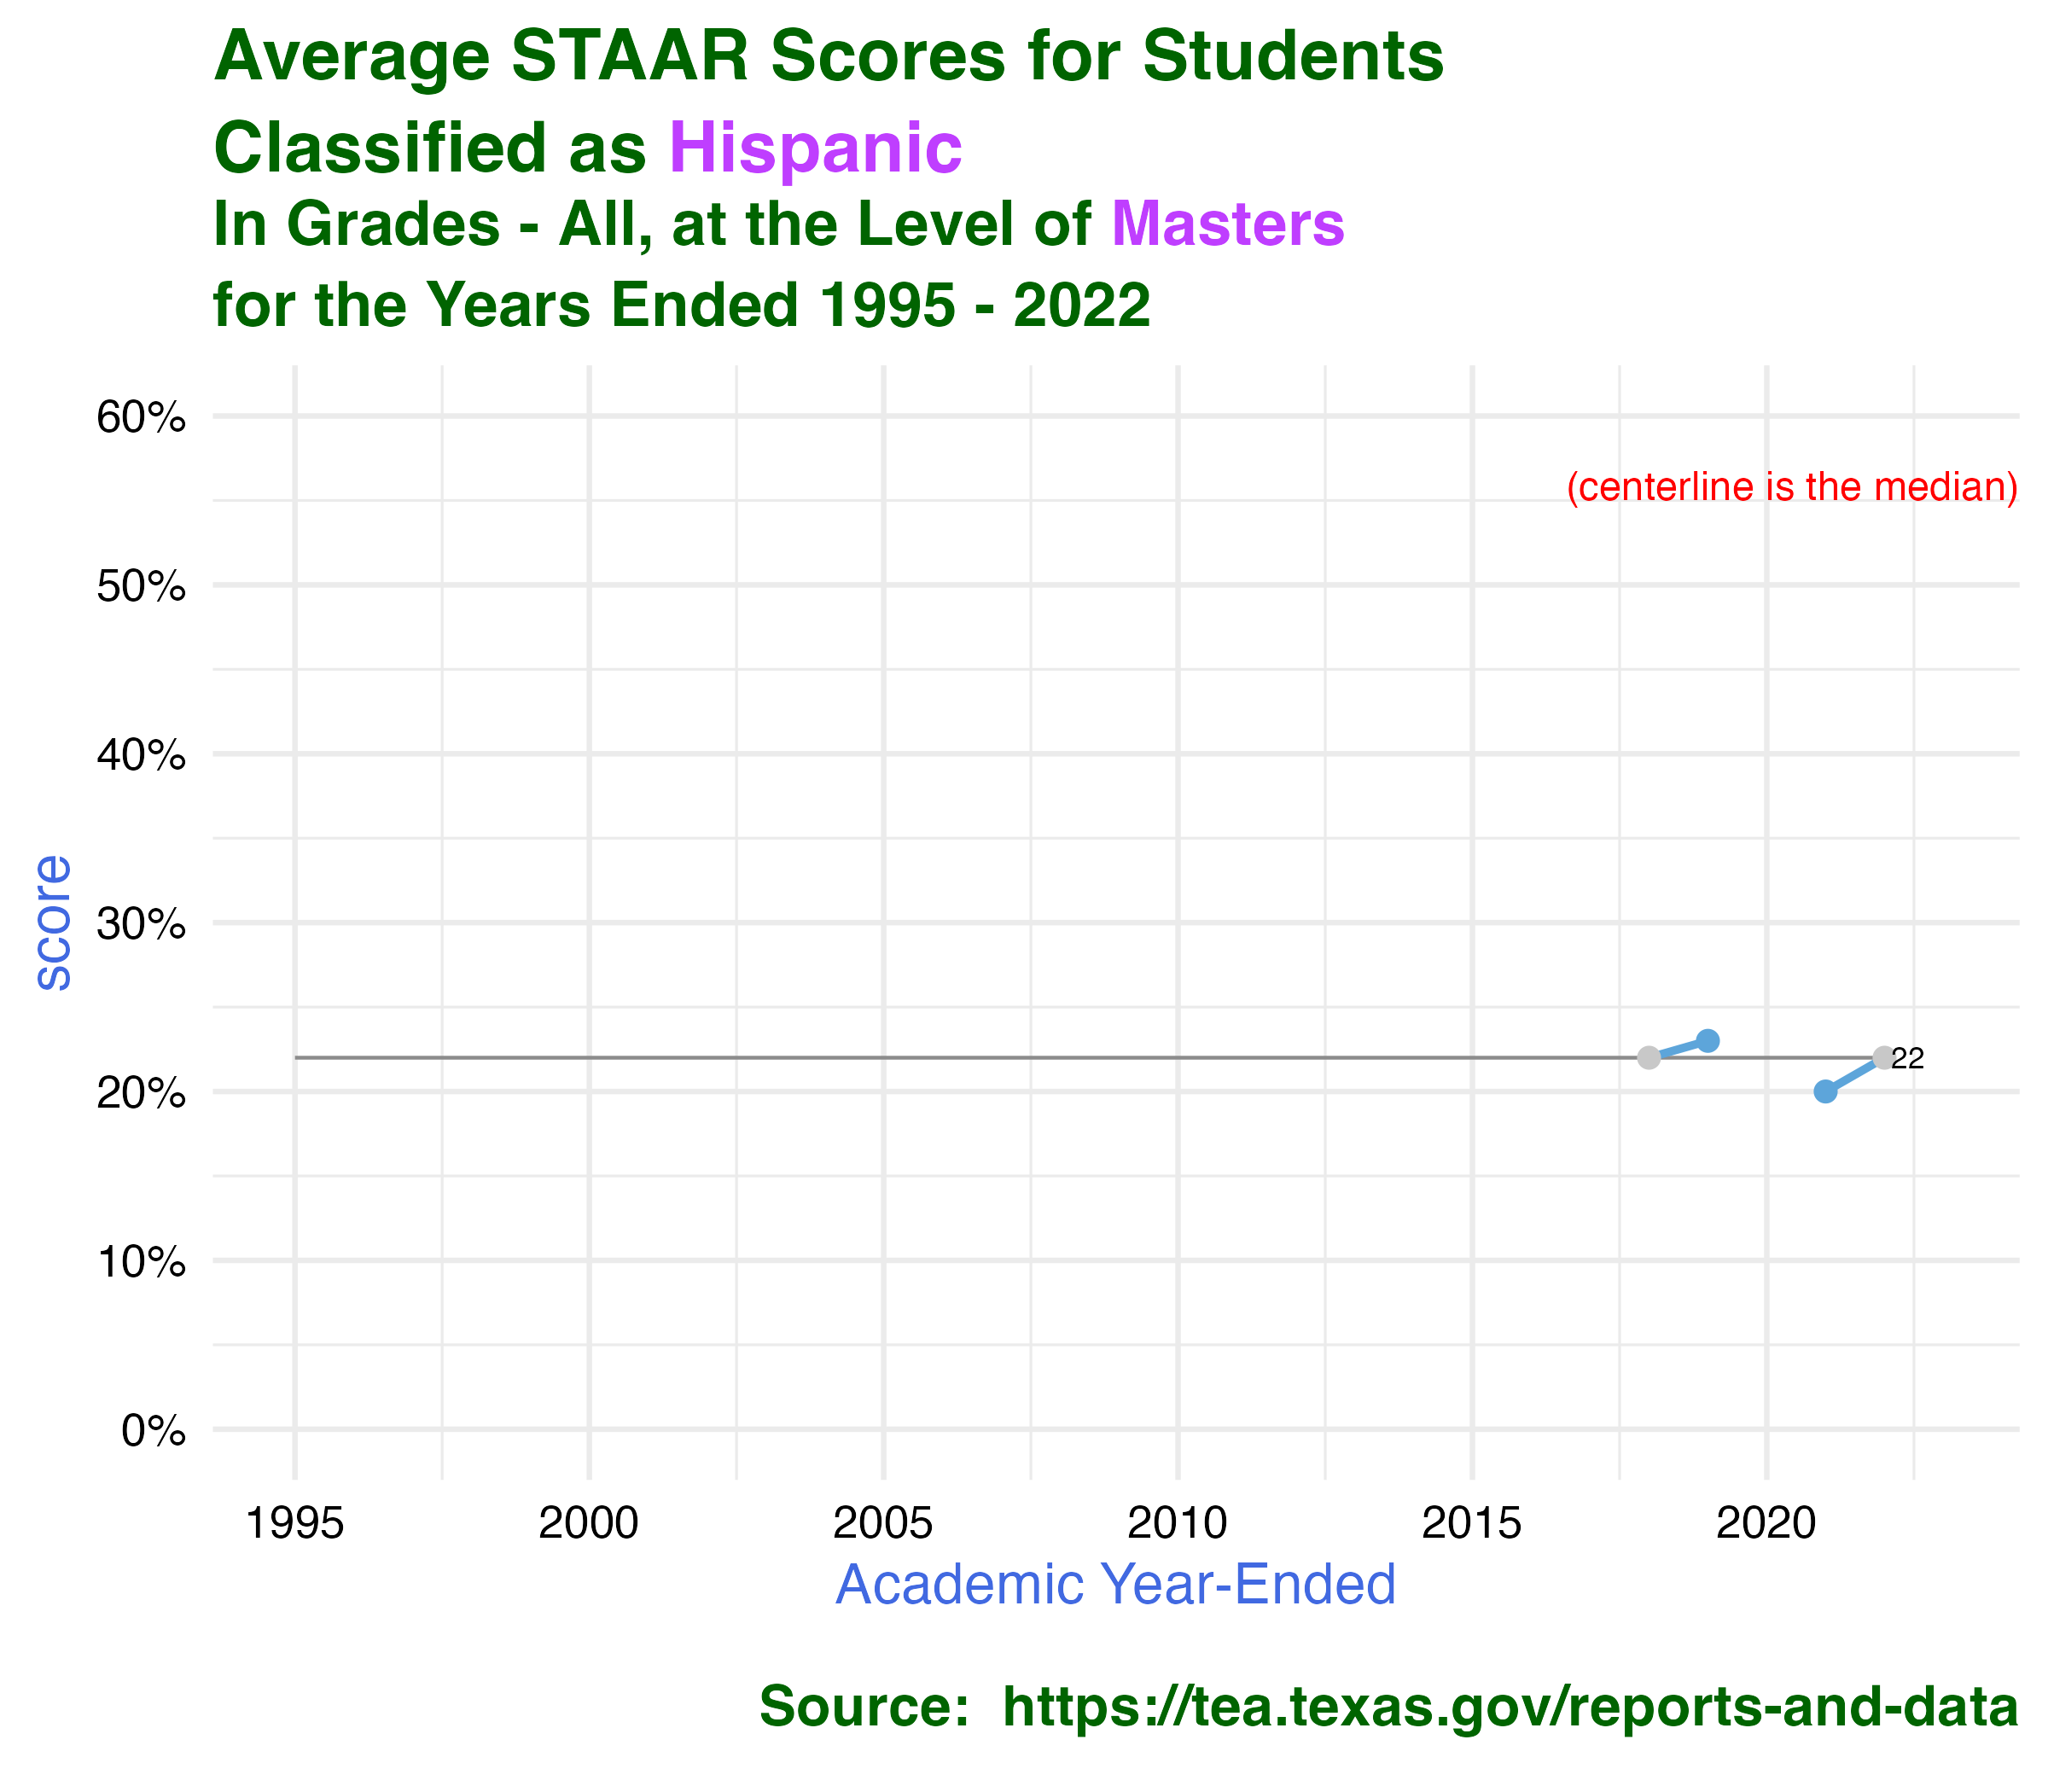 Average STAAR Scores for Students
Classified as Hispanic
In Grades - All, at the Level of Masters
for the Years Ended 1995 - 2022
60%
(centerline is the median)
50%
40%
30%
score
22
20%
10%
0%
1995 2000 2005 2010 2015 2020
Academic Year-Ended
Source:  https://tea.texas.gov/reports-and-data